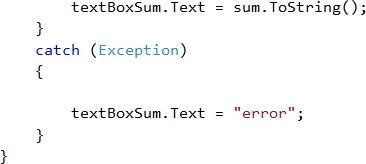 textBoxSum.Text = sum.ToString();
}
catch (Exception)
{
textBoxSum.Text = "error";
}
}